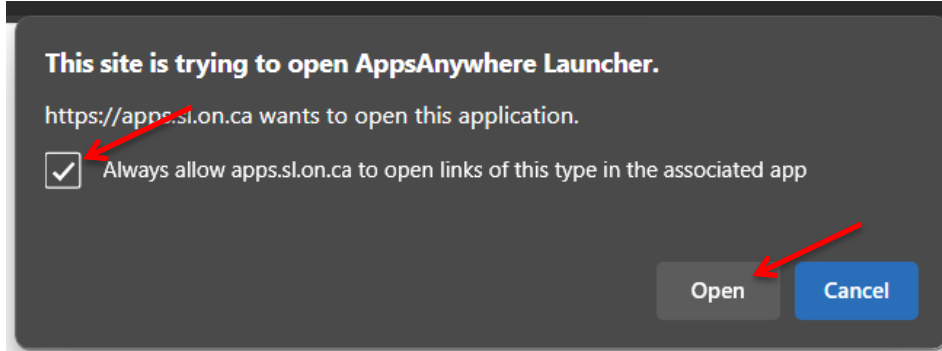 This site is trying to open AppsAnywhere Launcher.
https://apps.sl.on.ca wants to open this application.
Always allow apps.sl.on.ca to open links of this type in the associated app
Open Cancel